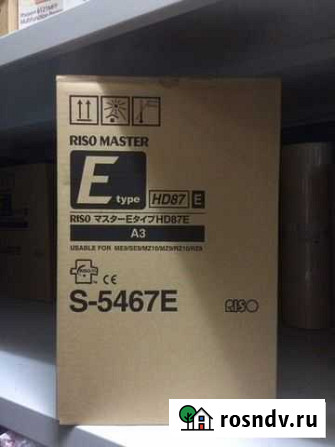 RISO MASTER
E type HD87 E
RISO マスターEタイプHD87E
A3
S-5467E
RISO
rosndv.ru